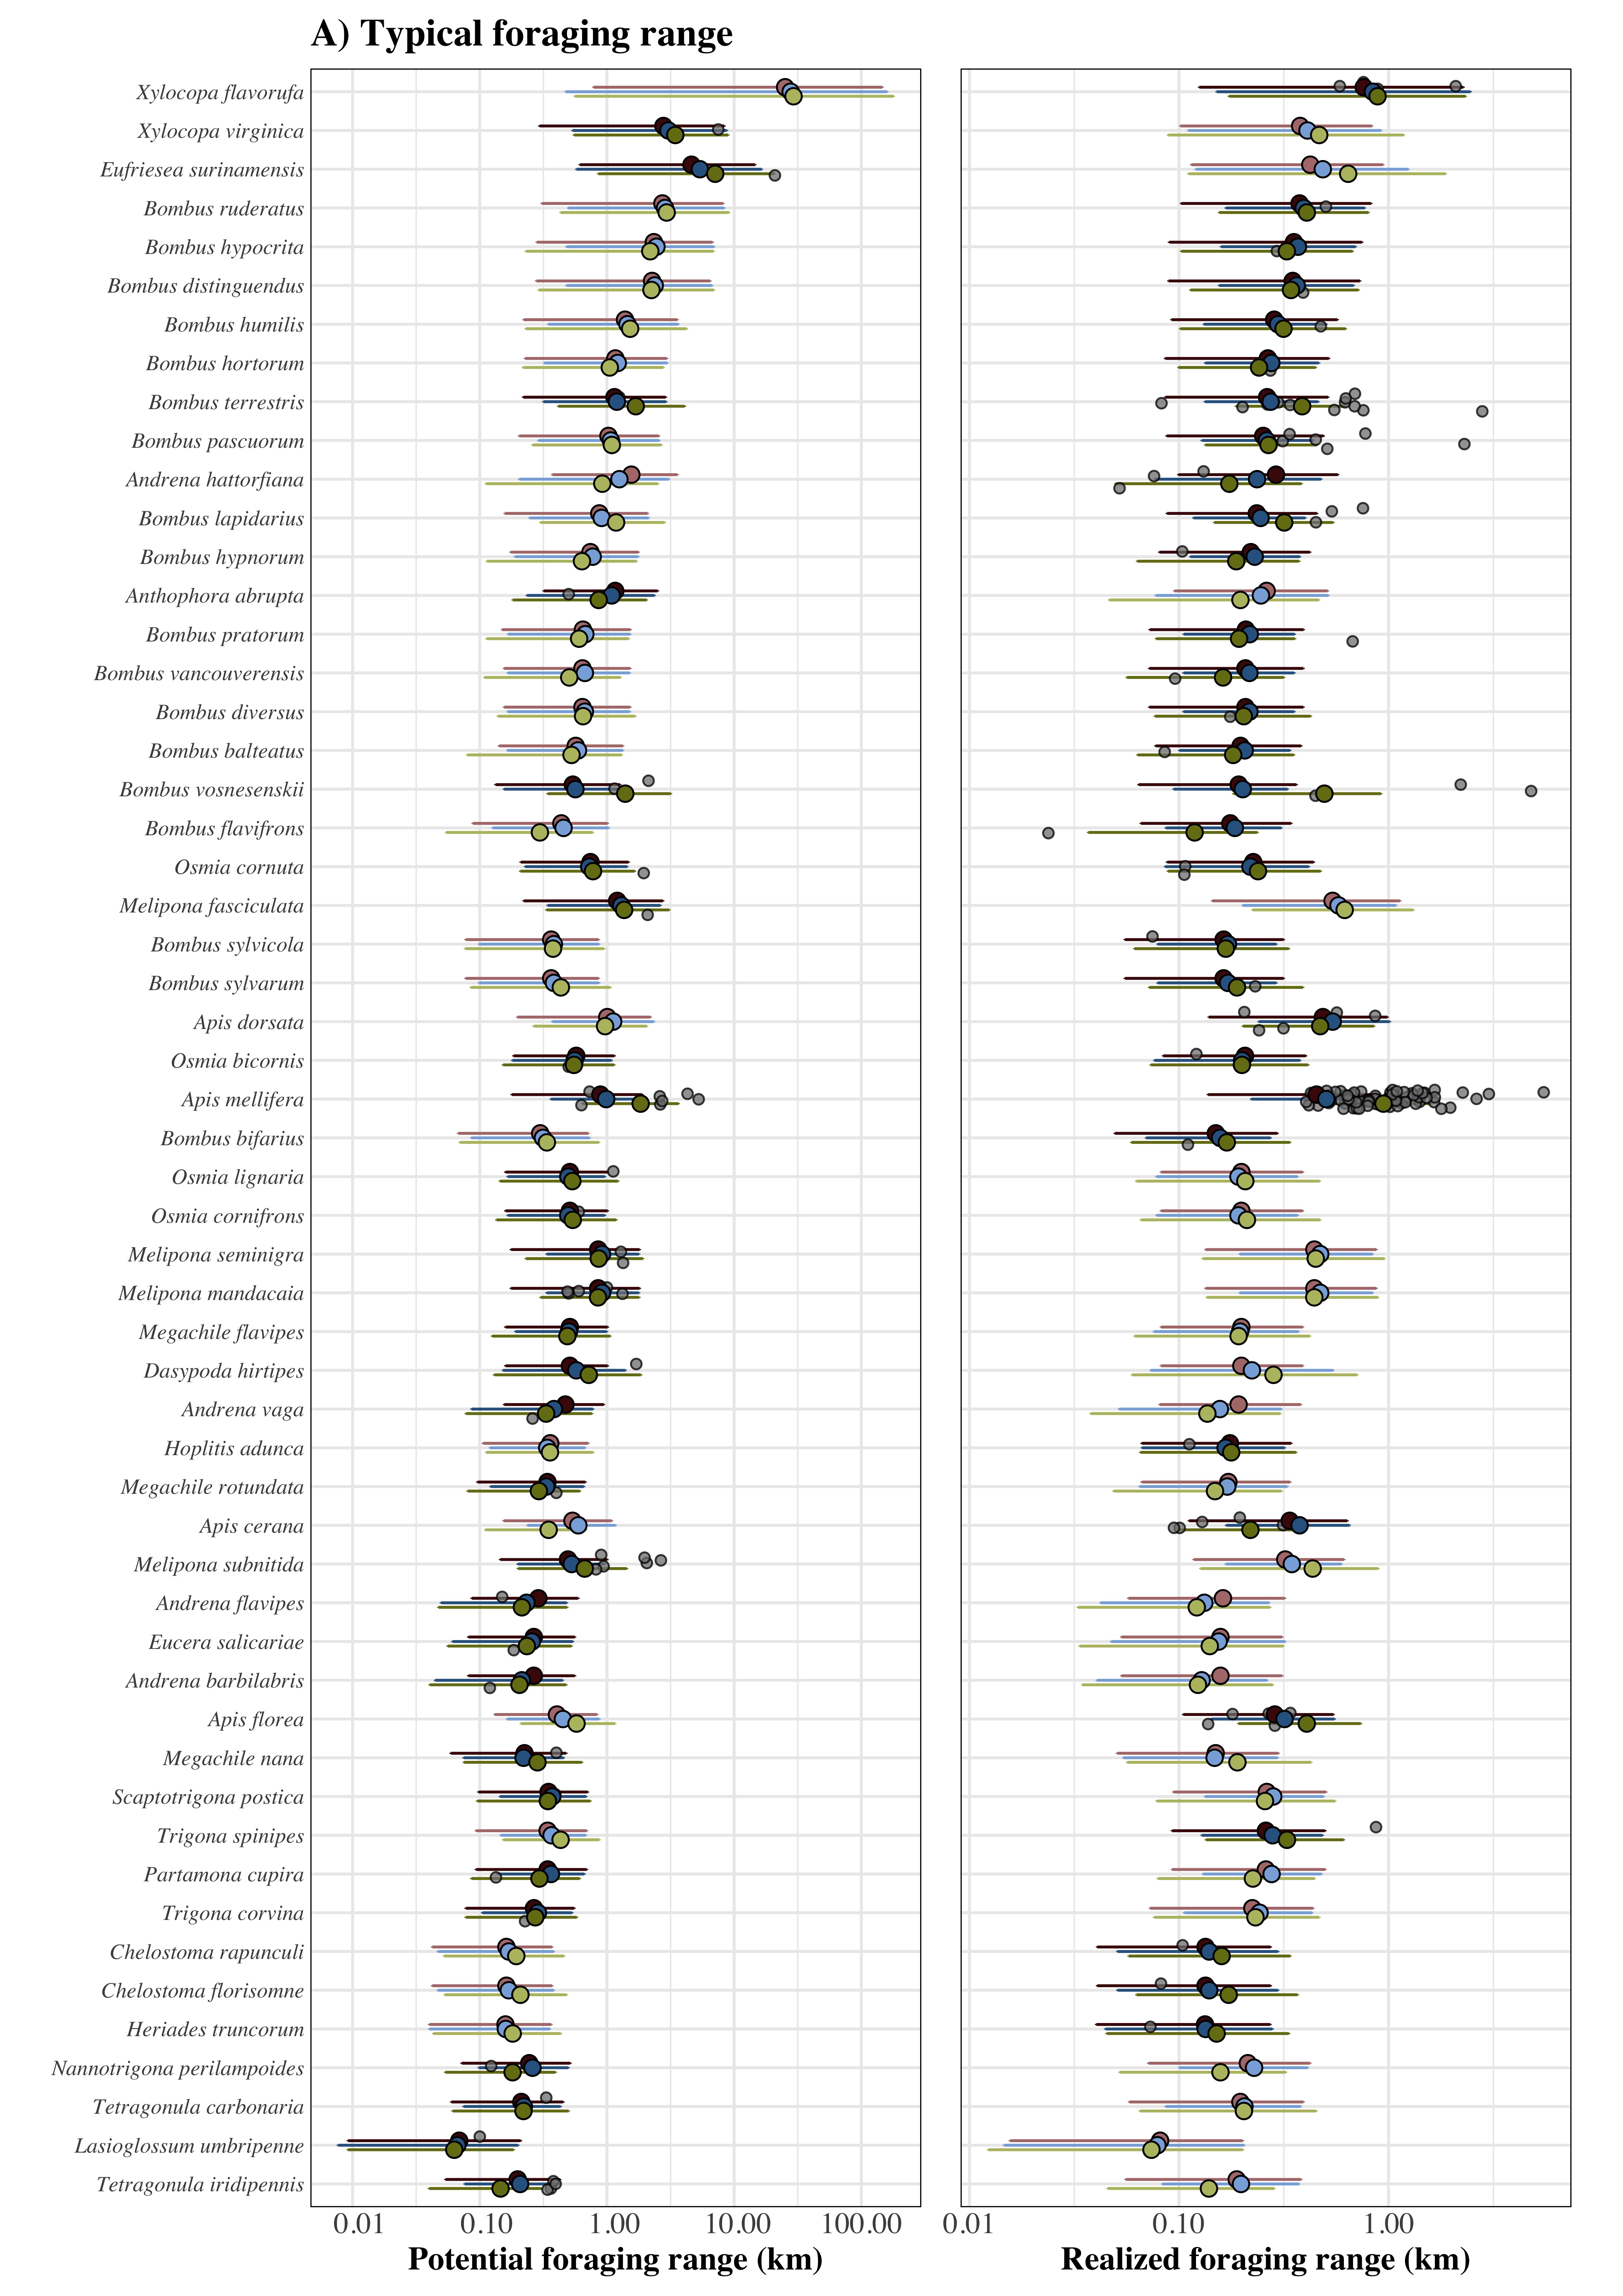 A) Typical foraging range
Xylocopa flavorufa
Xylocopa virginica
Eufriesea surinamensis
Bombus ruderatus
Bombus hypocrita
Bombus distinguendus
Bombus humilis
Bombus hortorum
Bombus terrestris
Bombus pascuorum
Andrena hattorfiana
Bombus lapidarius
Bombus hypnorum
Anthophora abrupta
Bombus pratorum
Bombus vancouverensis
Bombus diversus
Bombus balteatus
Bombus vosnesenskii
Bombus flavifrons
Osmia cornuta
Melipona fasciculata
Bombus sylvicola
Bombus sylvarum
Apis dorsata
Osmia bicornis
Apis mellifera
Bombus bifarius
Osmia lignaria
Osmia cornifrons
Melipona seminigra
Melipona mandacaia
Megachile flavipes
Dasypoda hirtipes
Andrena vaga
Hoplitis adunca
Megachile rotundata
Apis cerana
Melipona subnitida
Andrena flavipes
Eucera salicariae
Andrena barbilabris
Apis florea
Megachile nana
Scaptotrigona postica
Trigona spinipes
Partamona cupira
Trigona corvina
Chelostoma rapunculi
Chelostoma florisomne
Heriades truncorum
Nannotrigona perilampoides
Tetragonula carbonaria
Lasioglossum umbripenne
Tetragonula iridipennis
0.01 0.10 1.00 10.00 100.00
Potential foraging range (km)
0.01 0.10 1.00
Realized foraging range (km)